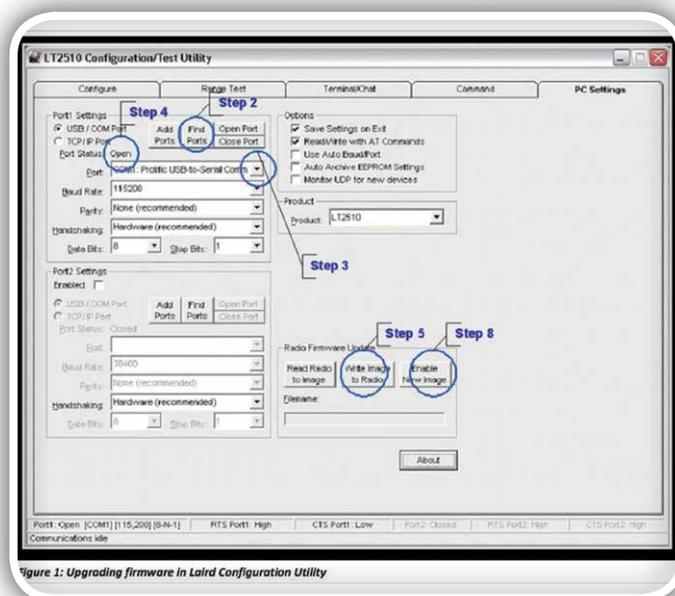 LT2510 Configuration/Test Utility
Configure Range Test Terminal/Chat Command PC Settings
Port1 Settings
Step 4
Step 2
USB / COM Port
TCP/IP Port
Add Ports
Find Ports
Open Port
Close Port
Port Status: Open
Port: COM1: Prolific USB-to-Serial Comm
Baud Rate: 115200
Parity: None (recommended)
Handshaking: Hardware (recommended)
Data Bits: 8 Stop Bits: 1
Options
Save Settings on Exit
Read/Write with AT Commands
Use Auto Baud/Port
Auto Archive EEPROM Settings
Monitor UDP for new devices
Product
Product: LT2510
Step 3
Port2 Settings
Enabled:
USB / COM Port
TCP/IP Port
Add Ports
Find Ports
Open Port
Close Port
Port Status: Closed
Port:
Baud Rate: 38400
Parity: None (recommended)
Handshaking: Hardware (recommended)
Data Bits: 8 Stop Bits: 1
Step 5
Step 8
Radio Firmware Update
Read Radio to Image
Write Image to Radio
Enable New Image
Filename:
About
Port1: Open [COM1] [115,200] [8-N-1] RTS Port1: High CTS Port1: Low Port2: Closed RTS Port2: High CTS Port2: High
Communications idle
Figure 1: Upgrading firmware in Laird Configuration Utility